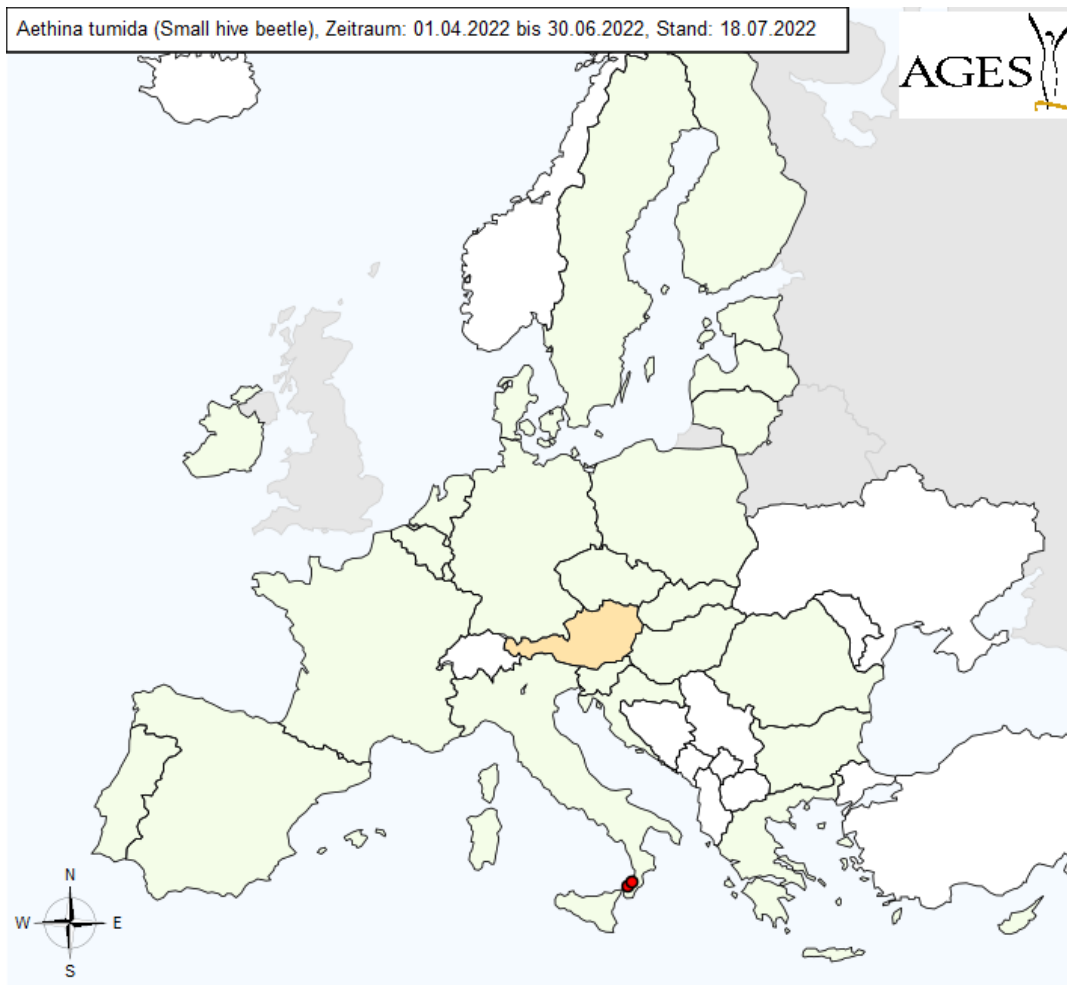 Aethina tumida (Small hive beetle), Zeitraum: 01.04.2022 bis 30.06.2022, Stand: 18.07.2022
AGES
N
W E
S